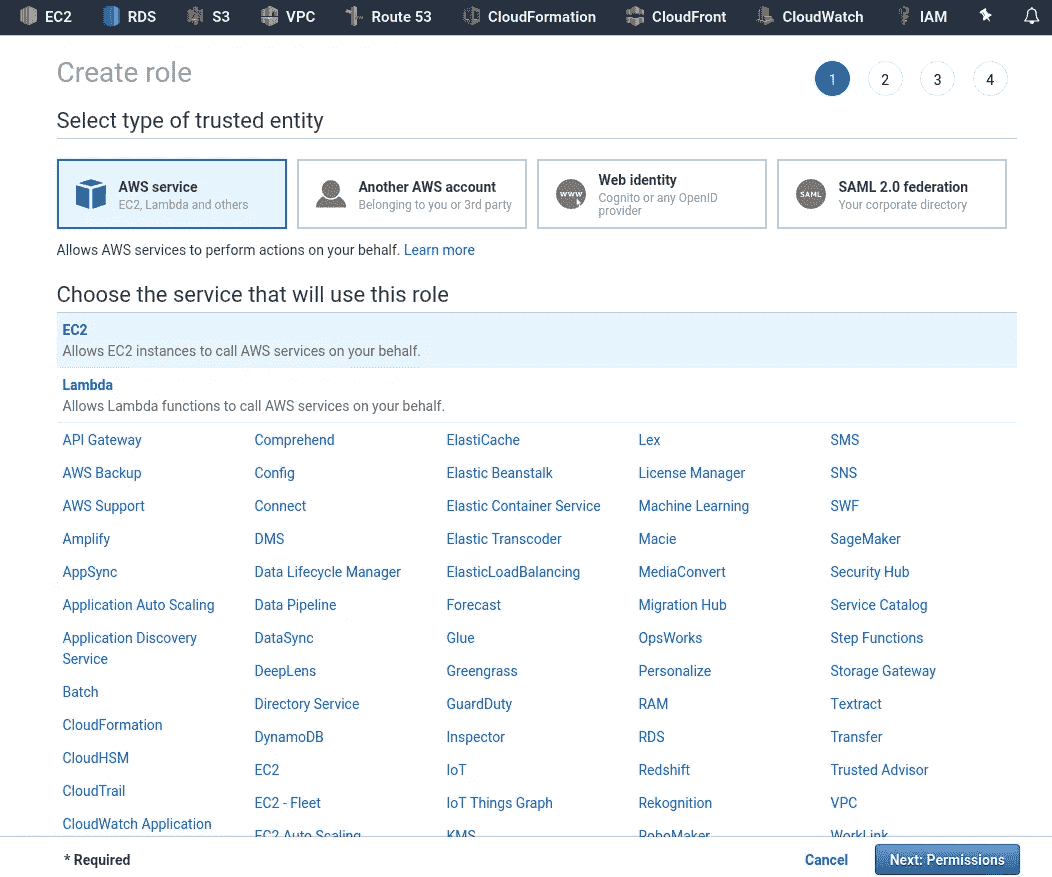 EC2 RDS S3 VPC Route 53 CloudFormation CloudFront CloudWatch IAM
Create role
1 2 3 4
Select type of trusted entity
AWS service
EC2, Lambda and others
Another AWS account
Belonging to you or 3rd party
WWW
Web identity
Cognito or any OpenID
provider
SAML
SAML 2.0 federation
Your corporate directory
Allows AWS services to perform actions on your behalf. Learn more
Choose the service that will use this role
EC2
Allows EC2 instances to call AWS services on your behalf.
Lambda
Allows Lambda functions to call AWS services on your behalf.
API Gateway
AWS Backup
AWS Support
Amplify
AppSync
Application Auto Scaling
Application Discovery
Service
Batch
CloudFormation
CloudHSM
CloudTrail
CloudWatch Application
Comprehend
Config
Connect
DMS
Data Lifecycle Manager
Data Pipeline
DataSync
DeepLens
Directory Service
DynamoDB
EC2
EC2 - Fleet
EC2 Auto Scaling
ElastiCache
Elastic Beanstalk
Elastic Container Service
Elastic Transcoder
ElasticLoadBalancing
Forecast
Glue
Greengrass
GuardDuty
Inspector
IoT
IoT Things Graph
KMS
Lex
License Manager
Machine Learning
Macie
MediaConvert
Migration Hub
OpsWorks
Personalize
RAM
RDS
Redshift
Rekognition
RoboMaker
SMS
SNS
SWF
SageMaker
Security Hub
Service Catalog
Step Functions
Storage Gateway
Textract
Transfer
Trusted Advisor
VPC
WorkLink
* Required
Cancel
Next: Permissions